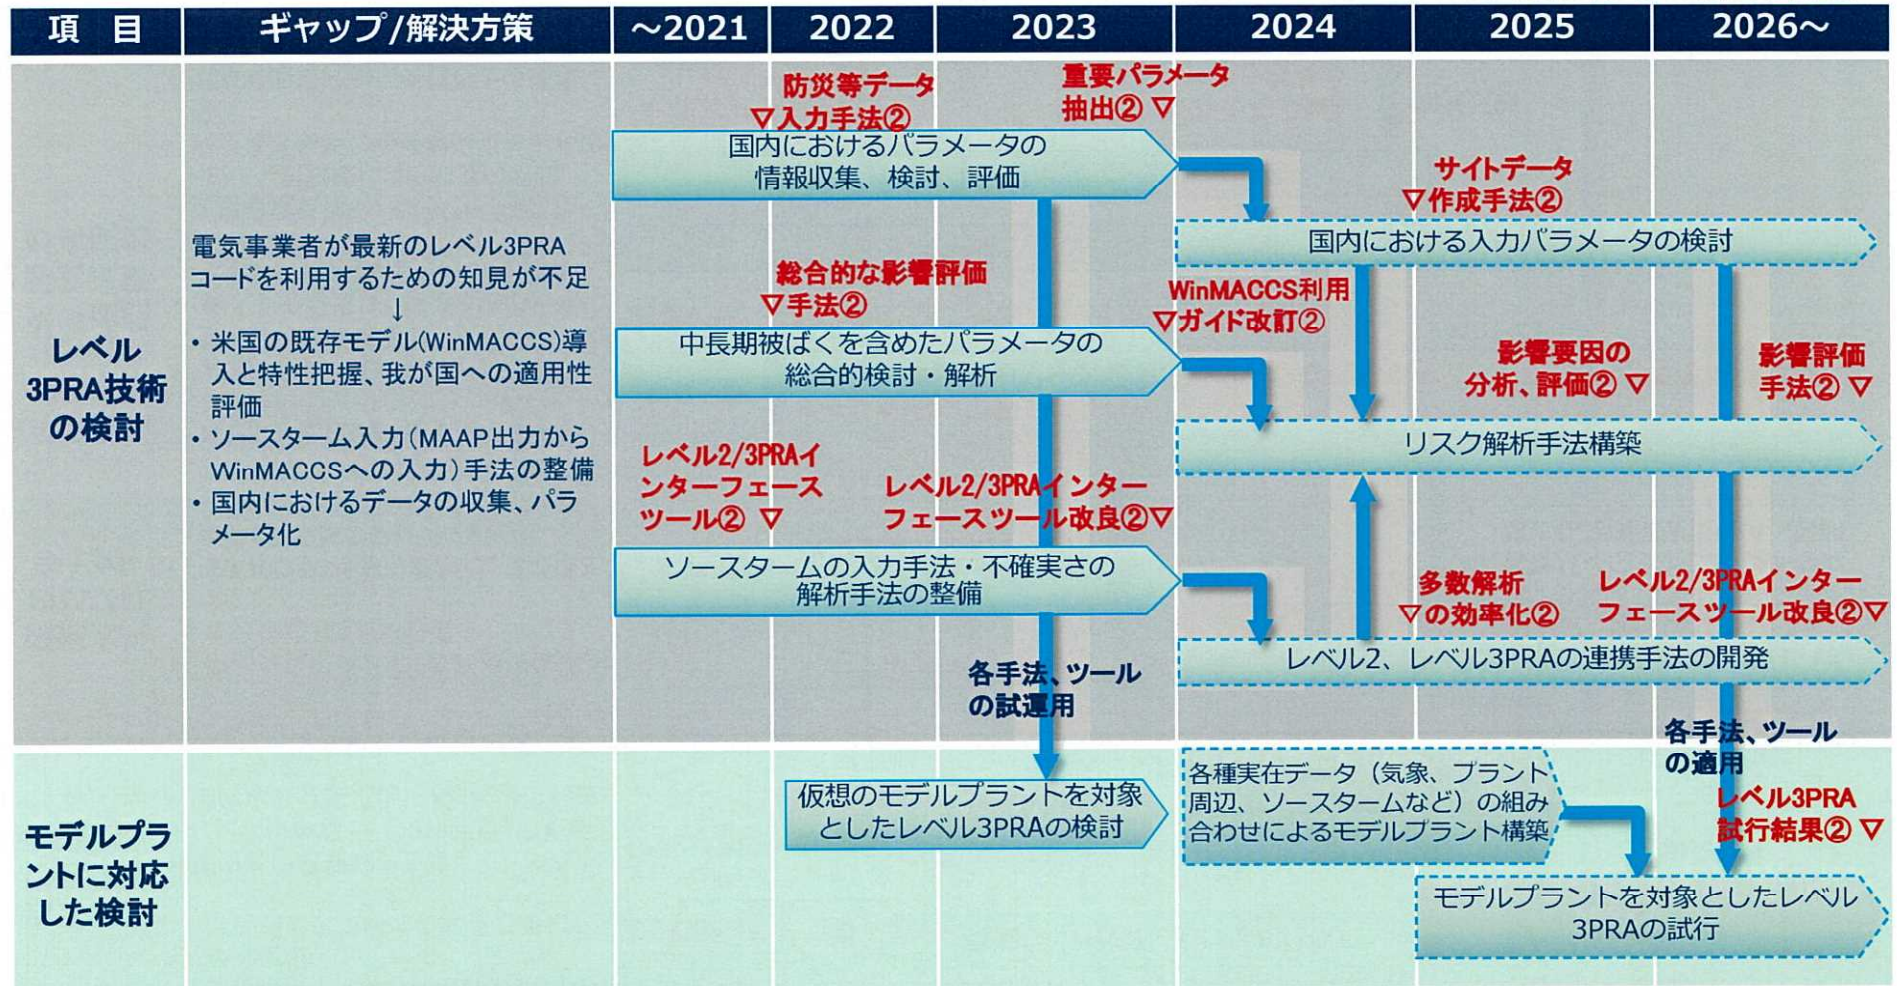 項　目
ギャップ/解決方策
～2021
2022
2023
2024
2025
2026～
レベル
3PRA技術
の検討
電気事業者が最新のレベル3PRA
コードを利用するための知見が不足
↓
・米国の既存モデル(WinMACCS)導
入と特性把握、我が国への適用性
評価
・ソースターム入力(MAAP出力から
WinMACCSへの入力)手法の整備
・国内におけるデータの収集、パラ
メータ化
防災等データ
▽入力手法②
重要パラメータ
抽出② ▽
国内におけるパラメータの
情報収集、検討、評価
サイトデータ
▽作成手法②
国内における入力パラメータの検討
総合的な影響評価
▽手法②
WinMACCS利用
▽ガイド改訂②
中長期被ばくを含めたパラメータの
総合的検討・解析
影響要因の
分析、評価② ▽
影響評価
手法② ▽
リスク解析手法構築
レベル2/3PRAイ
ンターフェース
ツール② ▽
レベル2/3PRAインター
フェースツール改良②▽
ソースタームの入力手法・不確実さの
解析手法の整備
多数解析
▽の効率化②
レベル2/3PRAインター
フェースツール改良②▽
レベル2、レベル3PRAの連携手法の開発
各手法、ツール
の試運用
各手法、ツール
の適用
モデルプラ
ントに対応
した検討
仮想のモデルプラントを対象
としたレベル3PRAの検討
各種実在データ（気象、プラント
周辺、ソースタームなど）の組み
合わせによるモデルプラント構築
レベル3PRA
試行結果② ▽
モデルプラントを対象としたレベル
3PRAの試行